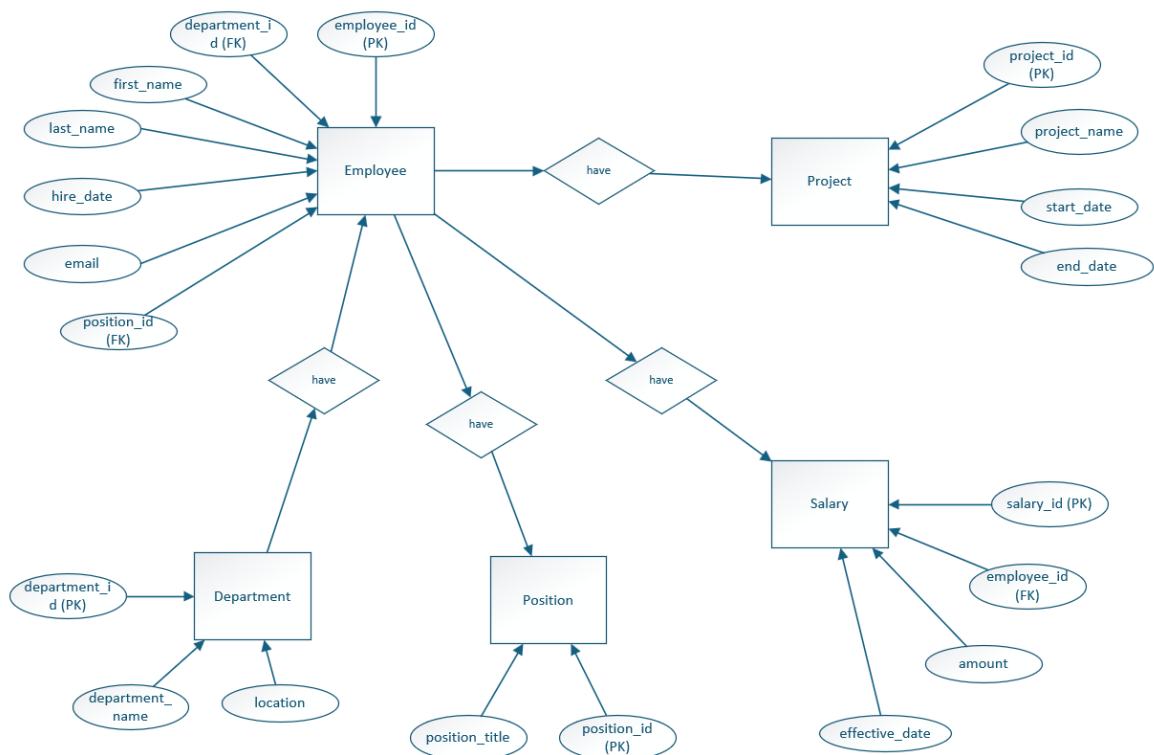 department_i
d (FK)
employee_id
(PK)
first_name
last_name
hire_date
email
position_id
(FK)
Employee
have
Project
project_id
(PK)
project_name
start_date
end_date
have
have
have
Department
department_i
d (PK)
department_
name
location
Position
position_title
position_id
(PK)
Salary
salary_id (PK)
employee_id
(FK)
amount
effective_date